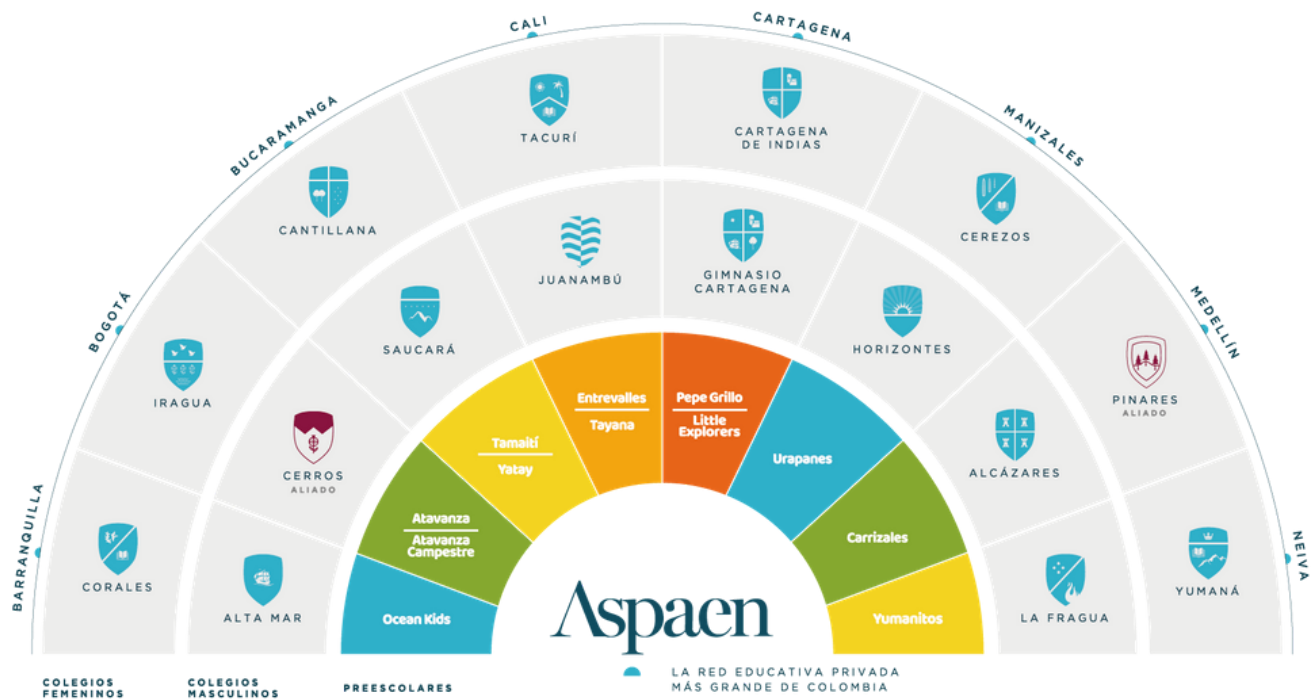 CALI
CARTAGENA
BUCARAMANGA
MANIZALES
BOGOTÁ
MEDELLÍN
BARRANQUILLA
NEIVA
TACURÍ
CARTAGENA
DE INDIAS
CANTILLANA
CEREZOS
IRAGUA
PINARES
ALIADO
CORALES
YUMANÁ
JUANAMBÚ
GIMNASIO
CARTAGENA
SAUCARÁ
HORIZONTES
CERROS
ALIADO
ALCÁZARES
ALTA MAR
LA FRAGUA
Entrevalles
Tayana
Pepe Grillo
Little
Explorers
Tamaití
Yatay
Urapanes
Atavanza
Atavanza
Campestre
Carrizales
Ocean Kids
Yumanitos
Aspaen
LA RED EDUCATIVA PRIVADA
MÁS GRANDE DE COLOMBIA
COLEGIOS
FEMENINOS
COLEGIOS
MASCULINOS
PREESCOLARES